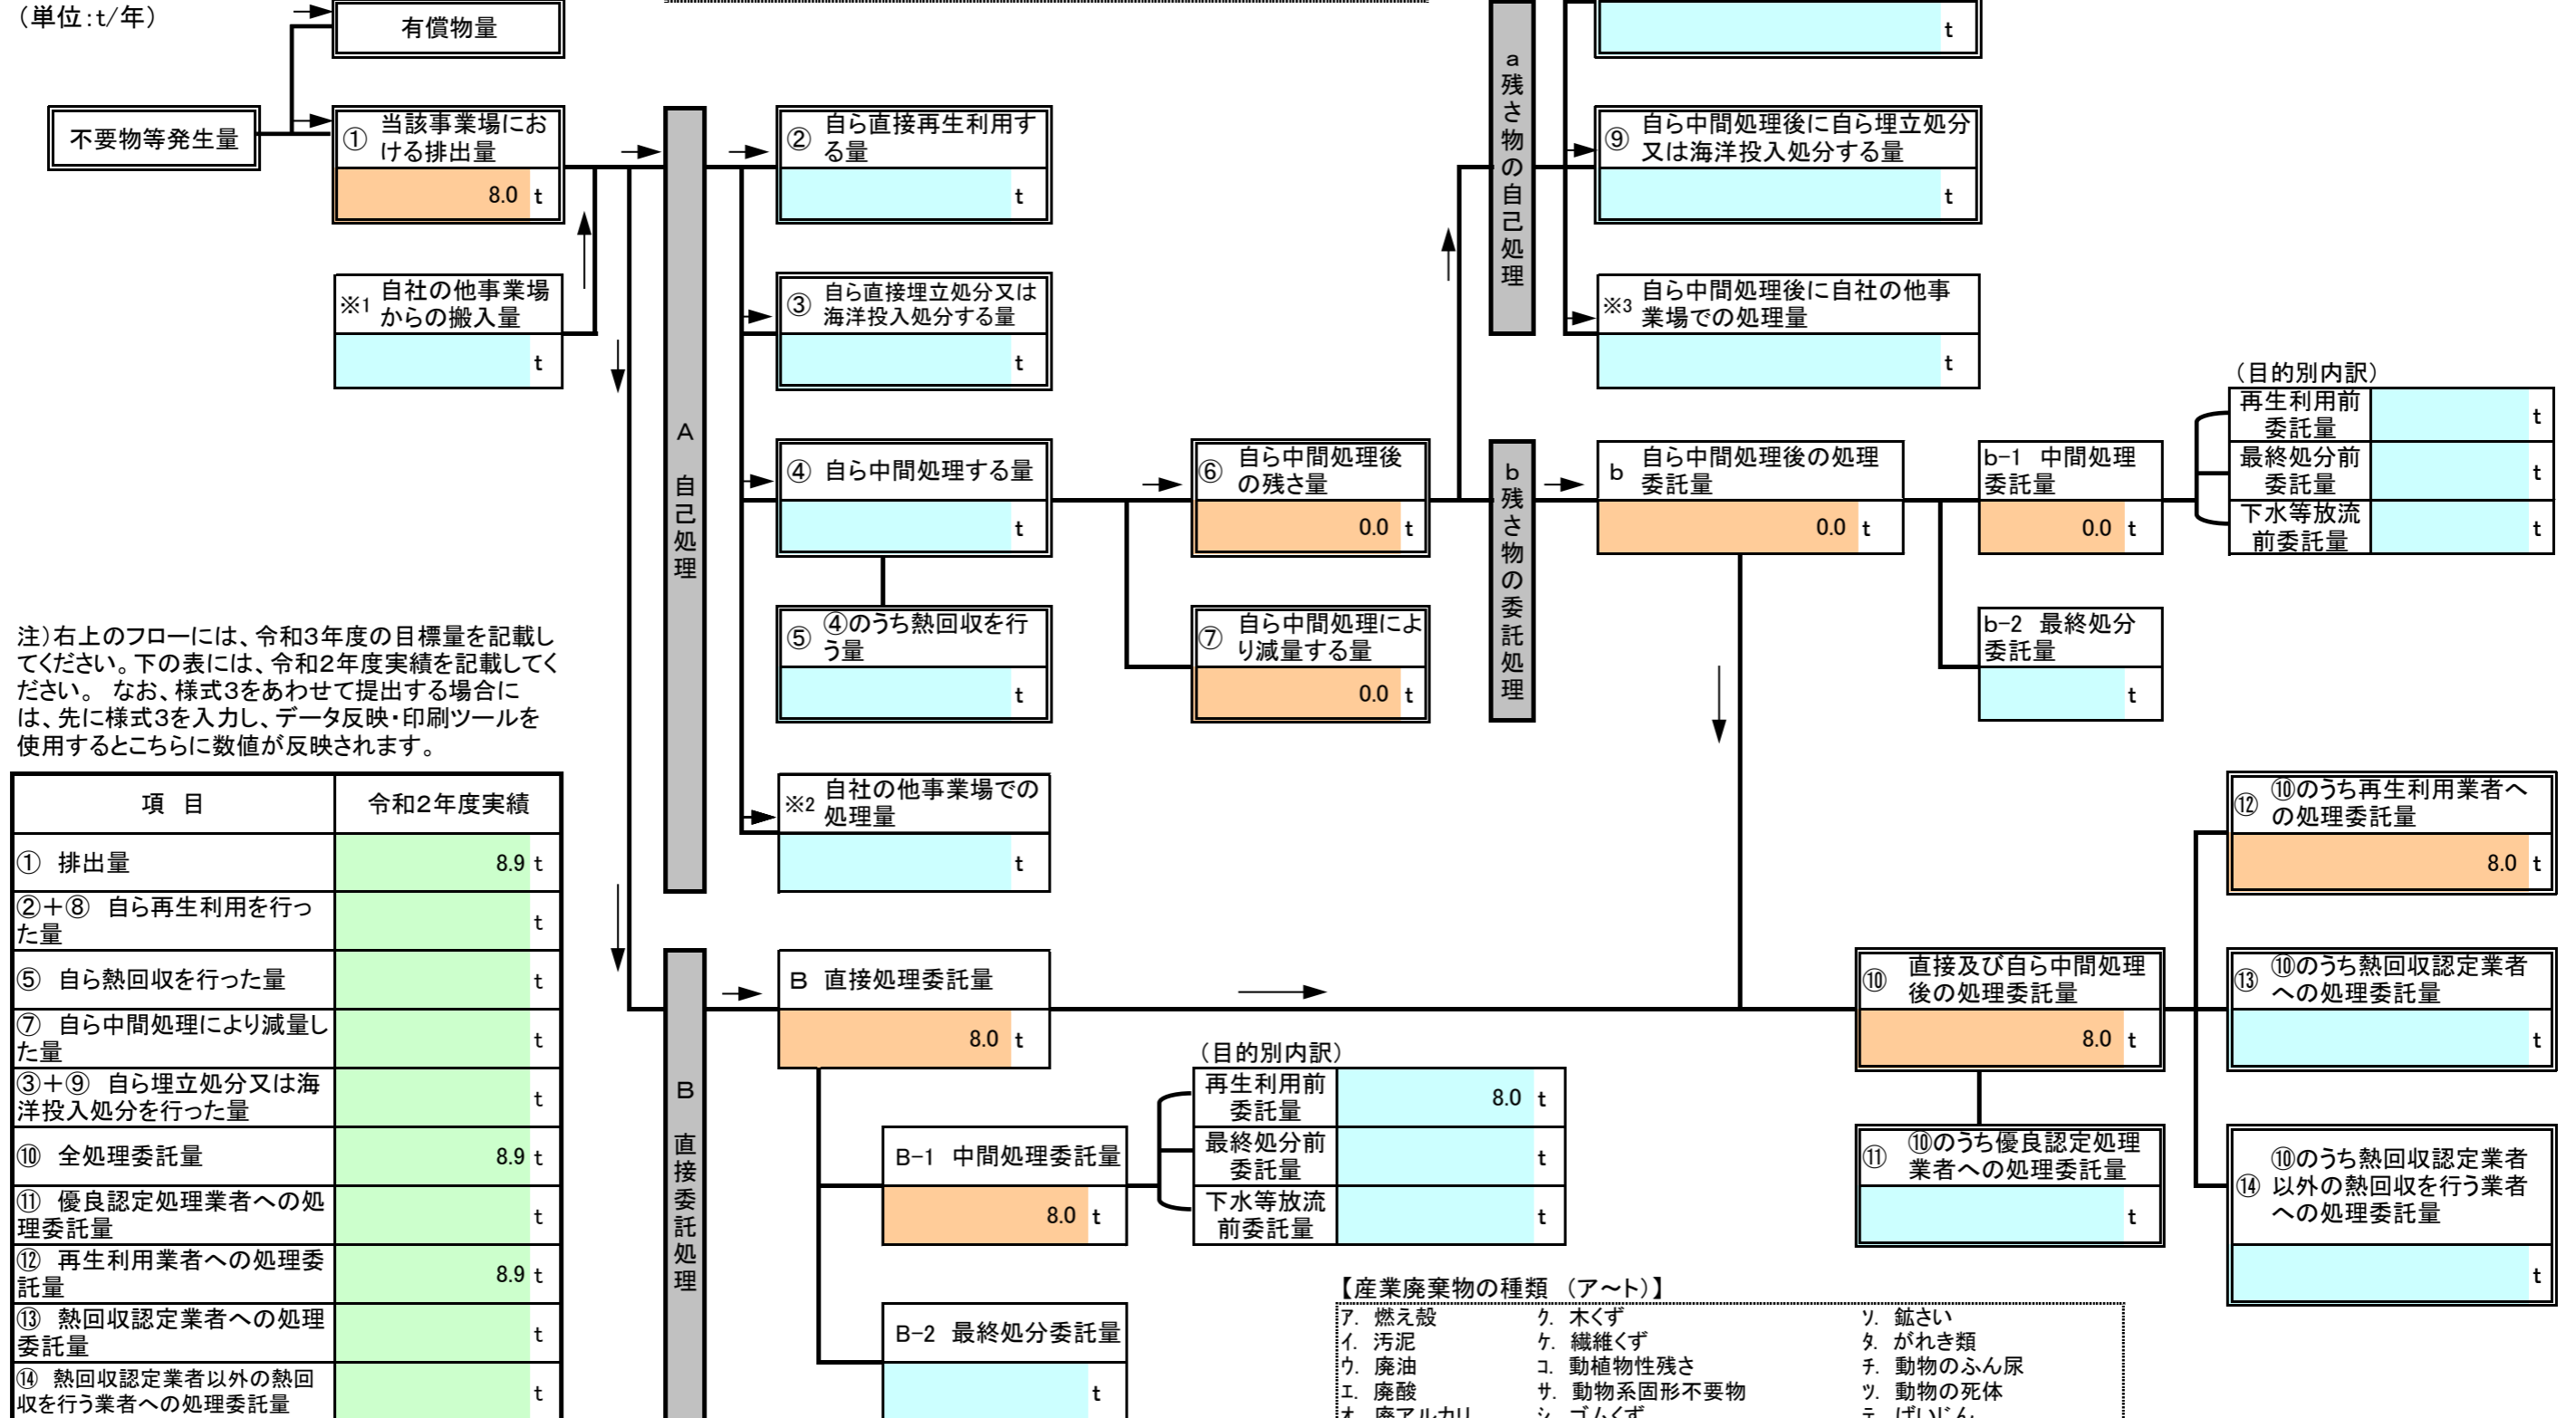 （単位：t/年）
有償物量
不要物等発生量
① 当該事業場にお
ける排出量
8.0 t
※1 自社の他事業場
からの搬入量
t
A 自己処理
② 自ら直接再生利用す
る量
t
③ 自ら直接埋立処分又は
海洋投入処分する量
t
④ 自ら中間処理する量
t
⑤ ④のうち熱回収を行
う量
t
※2 自社の他事業場での
処理量
t
⑥ 自ら中間処理後
の残さ量
0.0 t
⑦ 自ら中間処理によ
り減量する量
0.0 t
a 残さ物の自己処理
t
⑨ 自ら中間処理後に自ら埋立処分
又は海洋投入処分する量
t
※3 自ら中間処理後に自社の他事
業場での処理量
t
b 残さ物の委託処理
b 自ら中間処理後の処理
委託量
0.0 t
b-1 中間処理
委託量
0.0 t
（目的別内訳）
再生利用前
委託量
t
最終処分前
委託量
t
下水等放流
前委託量
t
b-2 最終処分
委託量
t
注）右上のフローには、令和3年度の目標量を記載し
てください。下の表には、令和2年度実績を記載してく
ださい。 なお、様式3をあわせて提出する場合に
は、先に様式3を入力し、データ反映・印刷ツールを
使用するとこちらに数値が反映されます。
項 目 令和2年度実績
① 排出量 8.9 t
②＋⑧ 自ら再生利用を行っ
た量 t
⑤ 自ら熱回収を行った量 t
⑦ 自ら中間処理により減量し
た量 t
③＋⑨ 自ら埋立処分又は海
洋投入処分を行った量 t
⑩ 全処理委託量 8.9 t
⑪ 優良認定処理業者への処
理委託量 t
⑫ 再生利用業者への処理委
託量 8.9 t
⑬ 熱回収認定業者への処理
委託量 t
⑭ 熱回収認定業者以外の熱回
収を行う業者への処理委託量 t
B 直接委託処理
B 直接処理委託量
8.0 t
B-1 中間処理委託量
8.0 t
（目的別内訳）
再生利用前
委託量
8.0 t
最終処分前
委託量
t
下水等放流
前委託量
t
B-2 最終処分委託量
t
⑩ 直接及び自ら中間処理
後の処理委託量
8.0 t
⑪ ⑩のうち優良認定処理
業者への処理委託量
t
⑫ ⑩のうち再生利用業者へ
の処理委託量
8.0 t
⑬ ⑩のうち熱回収認定業者
への処理委託量
t
⑭ ⑩のうち熱回収認定業者
以外の熱回収を行う業者
への処理委託量
t
【産業廃棄物の種類 （ア～ト）】
ｱ. 燃え殻 ｸ. 木くず ｿ. 鉱さい
ｲ. 汚泥 ｹ. 繊維くず ﾀ. がれき類
ｳ. 廃油 ｺ. 動植物性残さ ﾁ. 動物のふん尿
ｴ. 廃酸 ｻ. 動物系固形不要物 ﾂ. 動物の死体
ｵ. 廃アルカリ ｼ. ゴムくず ﾃ. ばいじん